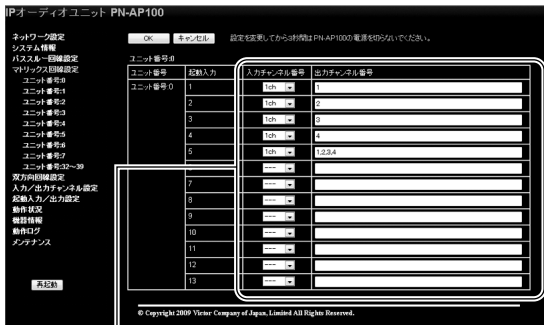 IPオーディオユニット PN-AP100
ネットワーク設定
システム情報
パススルー回線設定
マトリックス回線設定
ユニット番号:0
ユニット番号:1
ユニット番号:2
ユニット番号:3
ユニット番号:4
ユニット番号:5
ユニット番号:6
ユニット番号:7
ユニット番号:32~39
双方向回線設定
入力/出力チャンネル設定
起動入力/出力設定
動作状況
機器情報
動作ログ
メンテナンス
再起動
OK キャンセル 設定を変更してから3秒間は PN-AP100の電源を切らないでください。
ユニット番号:0
ユニット番号 起動入力 入力チャンネル番号 出力チャンネル番号
ユニット番号:0 1 1ch 1
2 1ch 2
3 1ch 3
4 1ch 4
5 1ch 1,2,3,4
---
7 ---
8 ---
9 ---
10 ---
11 ---
12 ---
13 ---
© Copyright 2009 Victor Company of Japan, Limited All Rights Reserved.